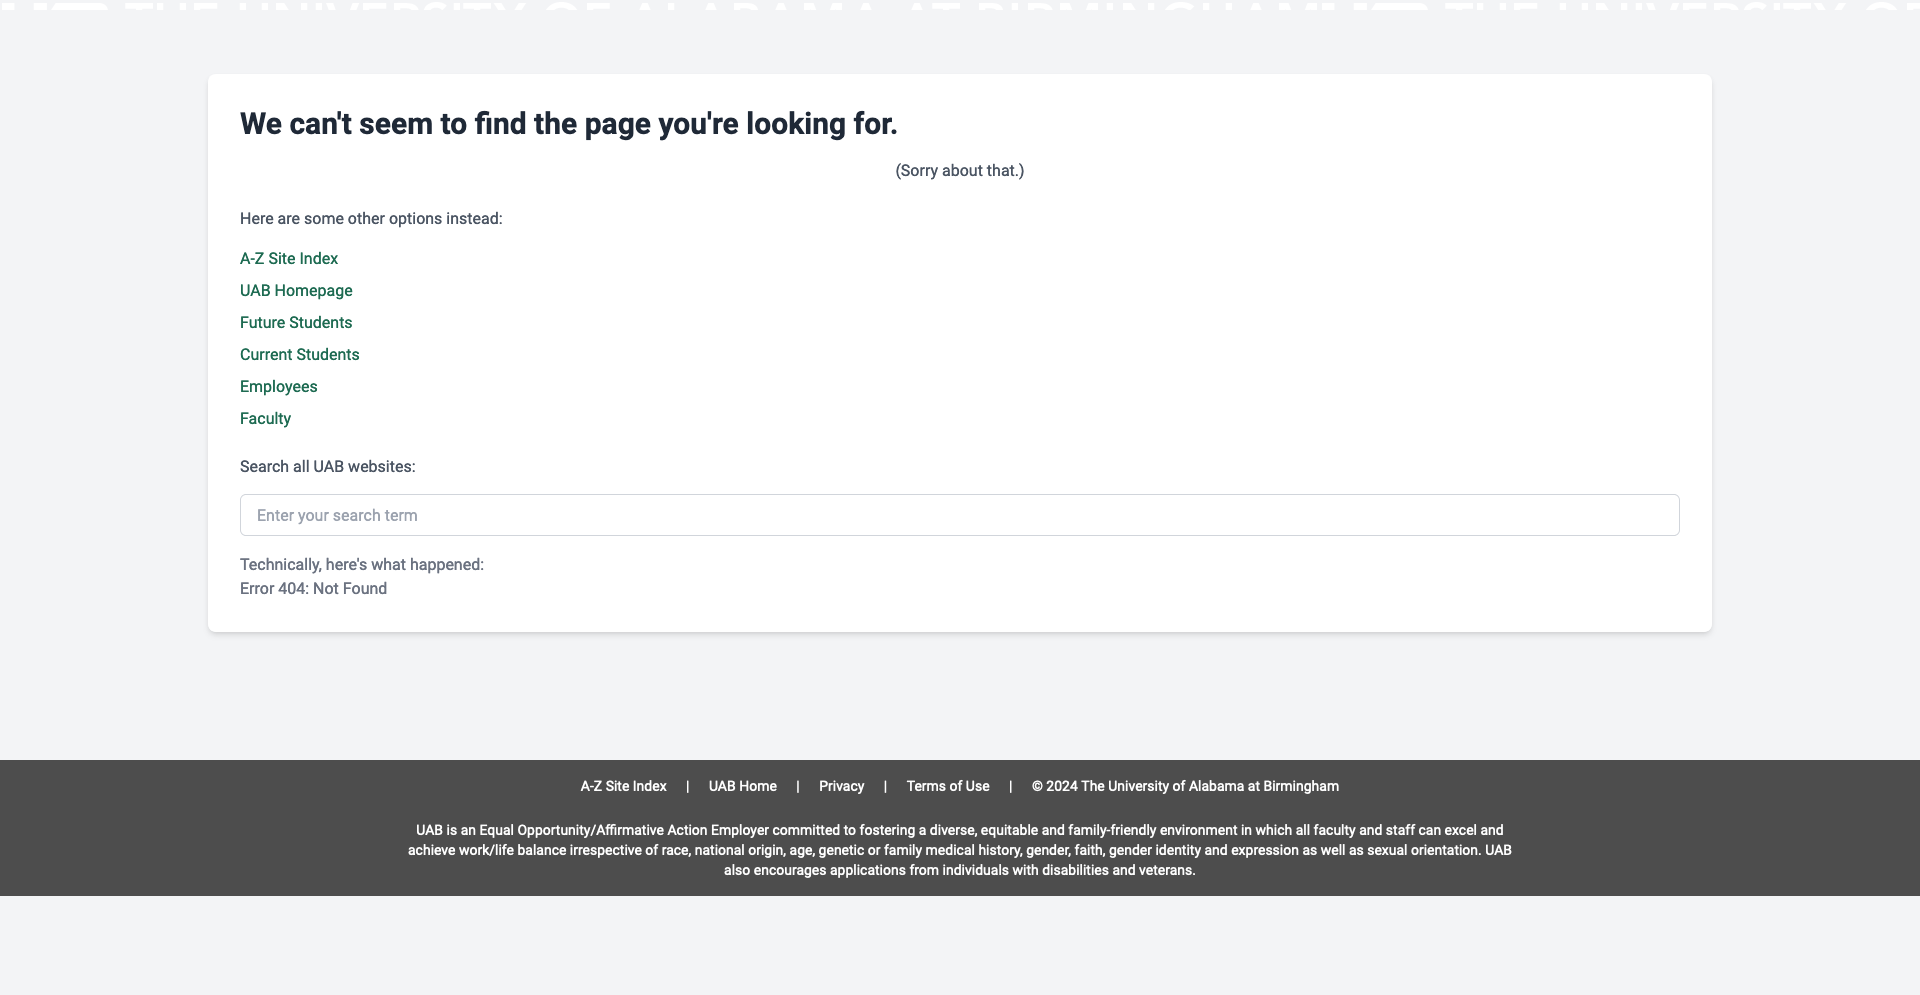 THE UNIVERSITY OF ALABAMA AT BIRMINGHAM THE UNIVERSITY OF
We can't seem to find the page you're looking for.
(Sorry about that.)
Here are some other options instead:
A-Z Site Index
UAB Homepage
Future Students
Current Students
Employees
Faculty
Search all UAB websites:
Enter your search term
Technically, here's what happened:
Error 404: Not Found
A-Z Site Index | UAB Home | Privacy | Terms of Use | © 2024 The University of Alabama at Birmingham
UAB is an Equal Opportunity/Affirmative Action Employer committed to fostering a diverse, equitable and family-friendly environment in which all faculty and staff can excel and
achieve work/life balance irrespective of race, national origin, age, genetic or family medical history, gender, faith, gender identity and expression as well as sexual orientation. UAB
also encourages applications from individuals with disabilities and veterans.